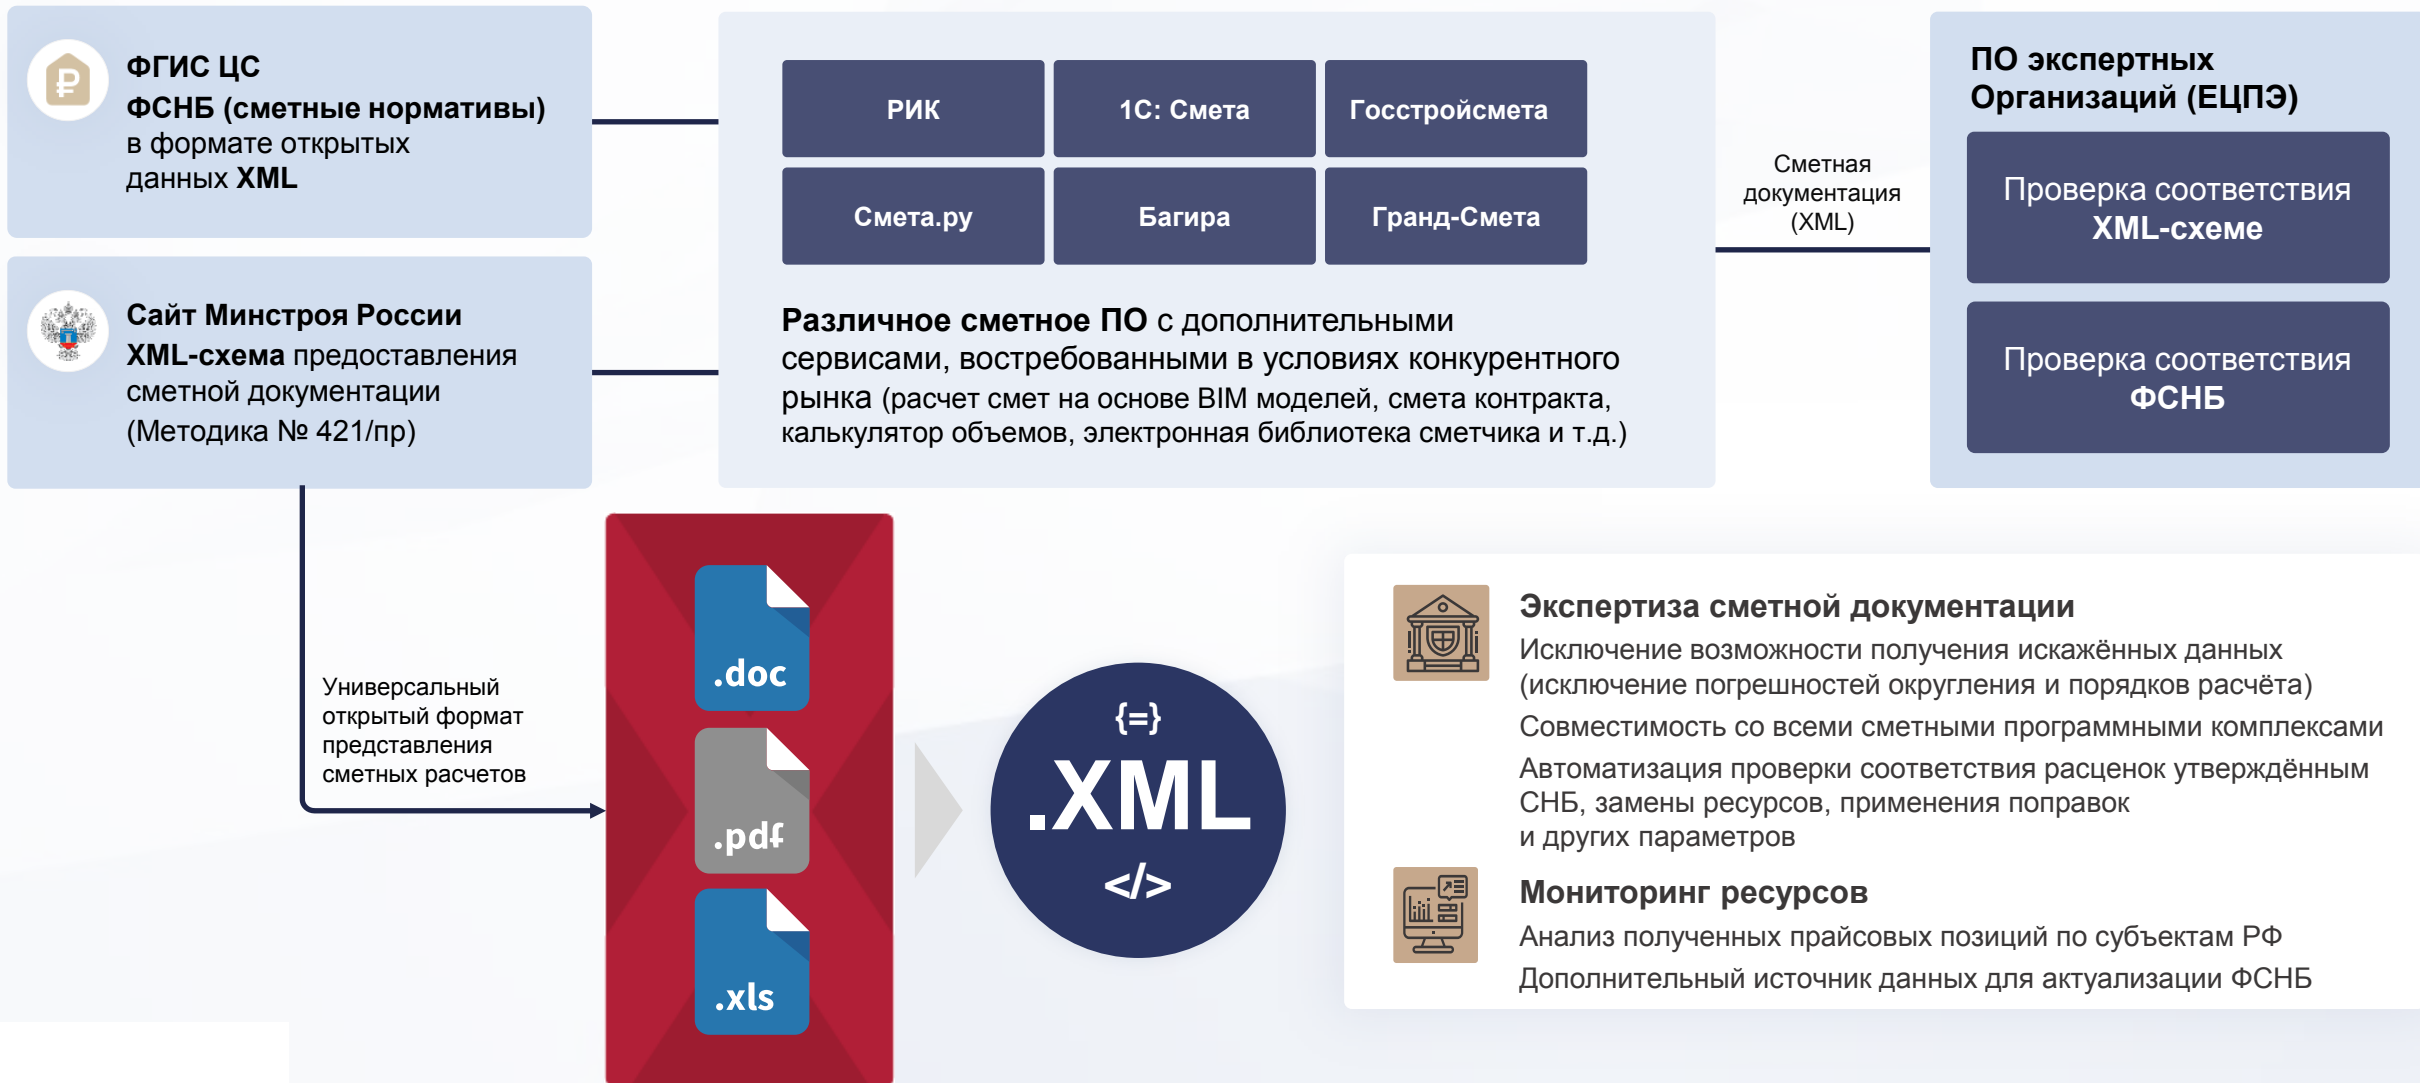 ФГИС ЦС
ФСНБ (сметные нормативы)
в формате открытых
данных XML
Сайт Минстроя России
XML-схема предоставления
сметной документации
(Методика № 421/пр)
РИК
1С: Смета
Госстройсмета
Смета.ру
Багира
Гранд-Смета
Различное сметное ПО с дополнительными
сервисами, востребованными в условиях конкурентного
рынка (расчет смет на основе BIM моделей, смета контракта,
калькулятор объемов, электронная библиотека сметчика и т.д.)
Сметная
документация
(XML)
ПО экспертных
Организаций (ЕЦПЭ)
Проверка соответствия
XML-схеме
Проверка соответствия
ФСНБ
Универсальный
открытый формат
представления
сметных расчетов
.doc
.pdf
.xls
{=}
.XML
</>
Экспертиза сметной документации
Исключение возможности получения искажённых данных
(исключение погрешностей округления и порядков расчёта)
Совместимость со всеми сметными программными комплексами
Автоматизация проверки соответствия расценок утверждённым
СНБ, замены ресурсов, применения поправок
и других параметров
Мониторинг ресурсов
Анализ полученных прайсовых позиций по субъектам РФ
Дополнительный источник данных для актуализации ФСНБ